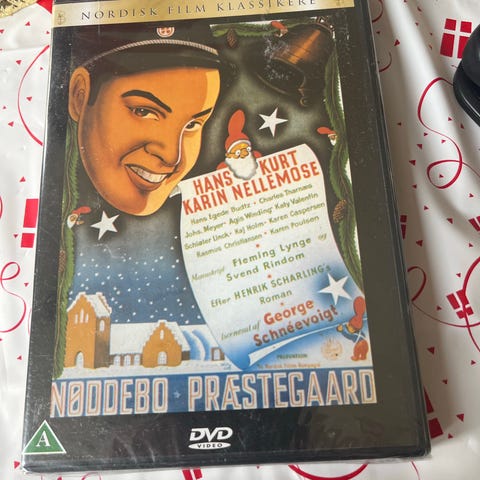 NORDISK FILM KLASSIKERE
HANS KURT
KARIN NELLEMOSE
Hans Egede Budtz • Charles Tharnæs
Johs. Meyer • Agis Winding • Katy Valentin
Schiøler Linck • Kaj Holm • Karen Caspersen
Rasmus Christiansen • Karen Poulsen
Manuskript Fleming Lynge og
Svend Rindom
Efter HENRIK SCHARLING's
Roman
Iscenesat af George
Schnéevoigt
PRODUKTION
NØDDEBO PRÆSTEGAARD
A
DVD
VIDEO